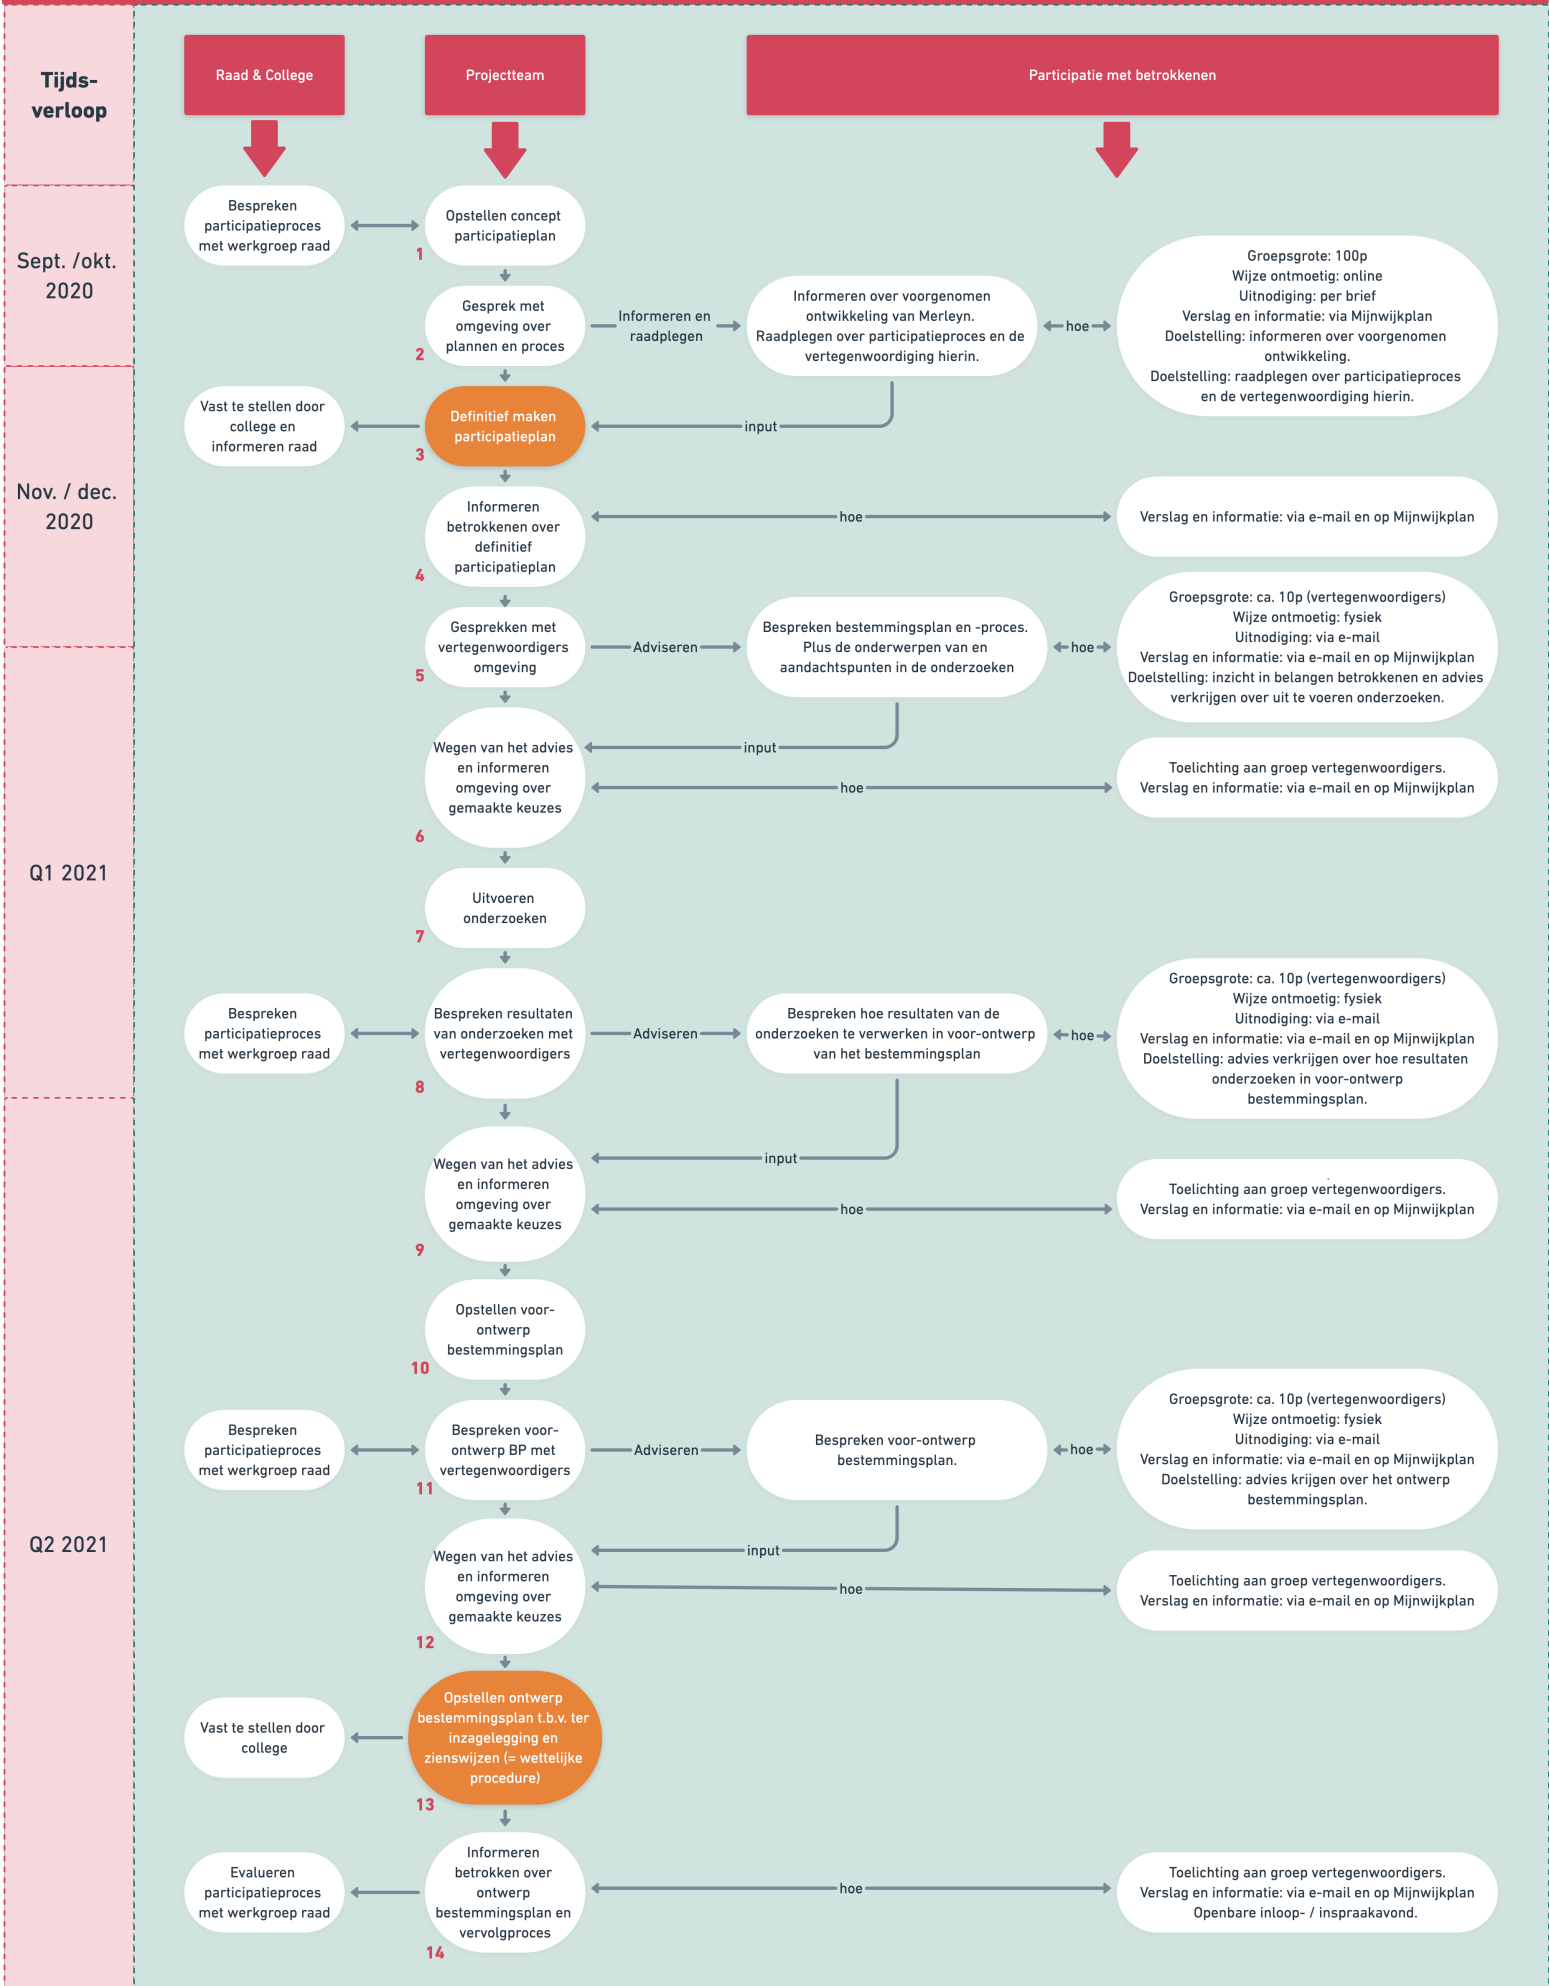 Tijds-
verloop
Raad & College
Projectteam
Participatie met betrokkenen
Sept. /okt.
2020
Bespreken
participatieproces
met werkgroep raad
Opstellen concept
participatieplan
1
Gesprek met
omgeving over
plannen en proces
2
Informeren en
raadplegen
Informeren over voorgenomen
ontwikkeling van Merleyn.
Raadplegen over participatieproces en de
vertegenwoordiging hierin.
hoe
Groepsgrote: 100p
Wijze ontmoetig: online
Uitnodiging: per brief
Verslag en informatie: via Mijnwijkplan
Doelstelling: informeren over voorgenomen
ontwikkeling.
Doelstelling: raadplegen over participatieproces
en de vertegenwoordiging hierin.
Nov. / dec.
2020
Vast te stellen door
college en
informeren raad
Definitief maken
participatieplan
3
input
Informeren
betrokkenen over
definitief
participatieplan
4
hoe
Verslag en informatie: via e-mail en op Mijnwijkplan
Gesprekken met
vertegenwoordigers
omgeving
5
Adviseren
Bespreken bestemmingsplan en -proces.
Plus de onderwerpen van en
aandachtspunten in de onderzoeken
hoe
Groepsgrote: ca. 10p (vertegenwoordigers)
Wijze ontmoetig: fysiek
Uitnodiging: via e-mail
Verslag en informatie: via e-mail en op Mijnwijkplan
Doelstelling: inzicht in belangen betrokkenen en advies
verkrijgen over uit te voeren onderzoeken.
Q1 2021
Wegen van het advies
en informeren
omgeving over
gemaakte keuzes
6
input
hoe
Toelichting aan groep vertegenwoordigers.
Verslag en informatie: via e-mail en op Mijnwijkplan
Uitvoeren
onderzoeken
7
Bespreken
participatieproces
met werkgroep raad
Bespreken resultaten
van onderzoeken met
vertegenwoordigers
8
Adviseren
Bespreken hoe resultaten van de
onderzoeken te verwerken in voor-ontwerp
van het bestemmingsplan
hoe
Groepsgrote: ca. 10p (vertegenwoordigers)
Wijze ontmoetig: fysiek
Uitnodiging: via e-mail
Verslag en informatie: via e-mail en op Mijnwijkplan
Doelstelling: advies verkrijgen over hoe resultaten
onderzoeken in voor-ontwerp
bestemmingsplan.
Q2 2021
Wegen van het advies
en informeren
omgeving over
gemaakte keuzes
9
input
hoe
Toelichting aan groep vertegenwoordigers.
Verslag en informatie: via e-mail en op Mijnwijkplan
Opstellen voor-
ontwerp
bestemmingsplan
10
Bespreken
participatieproces
met werkgroep raad
Bespreken voor-
ontwerp BP met
vertegenwoordigers
11
Adviseren
Bespreken voor-ontwerp
bestemmingsplan.
hoe
Groepsgrote: ca. 10p (vertegenwoordigers)
Wijze ontmoetig: fysiek
Uitnodiging: via e-mail
Verslag en informatie: via e-mail en op Mijnwijkplan
Doelstelling: advies krijgen over het ontwerp
bestemmingsplan.
Wegen van het advies
en informeren
omgeving over
gemaakte keuzes
12
input
hoe
Toelichting aan groep vertegenwoordigers.
Verslag en informatie: via e-mail en op Mijnwijkplan
Vast te stellen door
college
Opstellen ontwerp
bestemmingsplan t.b.v. ter
inzagelegging en
zienswijzen (= wettelijke
procedure)
13
Evalueren
participatieproces
met werkgroep raad
Informeren
betrokken over
ontwerp
bestemmingsplan en
vervolgproces
14
hoe
Toelichting aan groep vertegenwoordigers.
Verslag en informatie: via e-mail en op Mijnwijkplan
Openbare inloop- / inspraakavond.